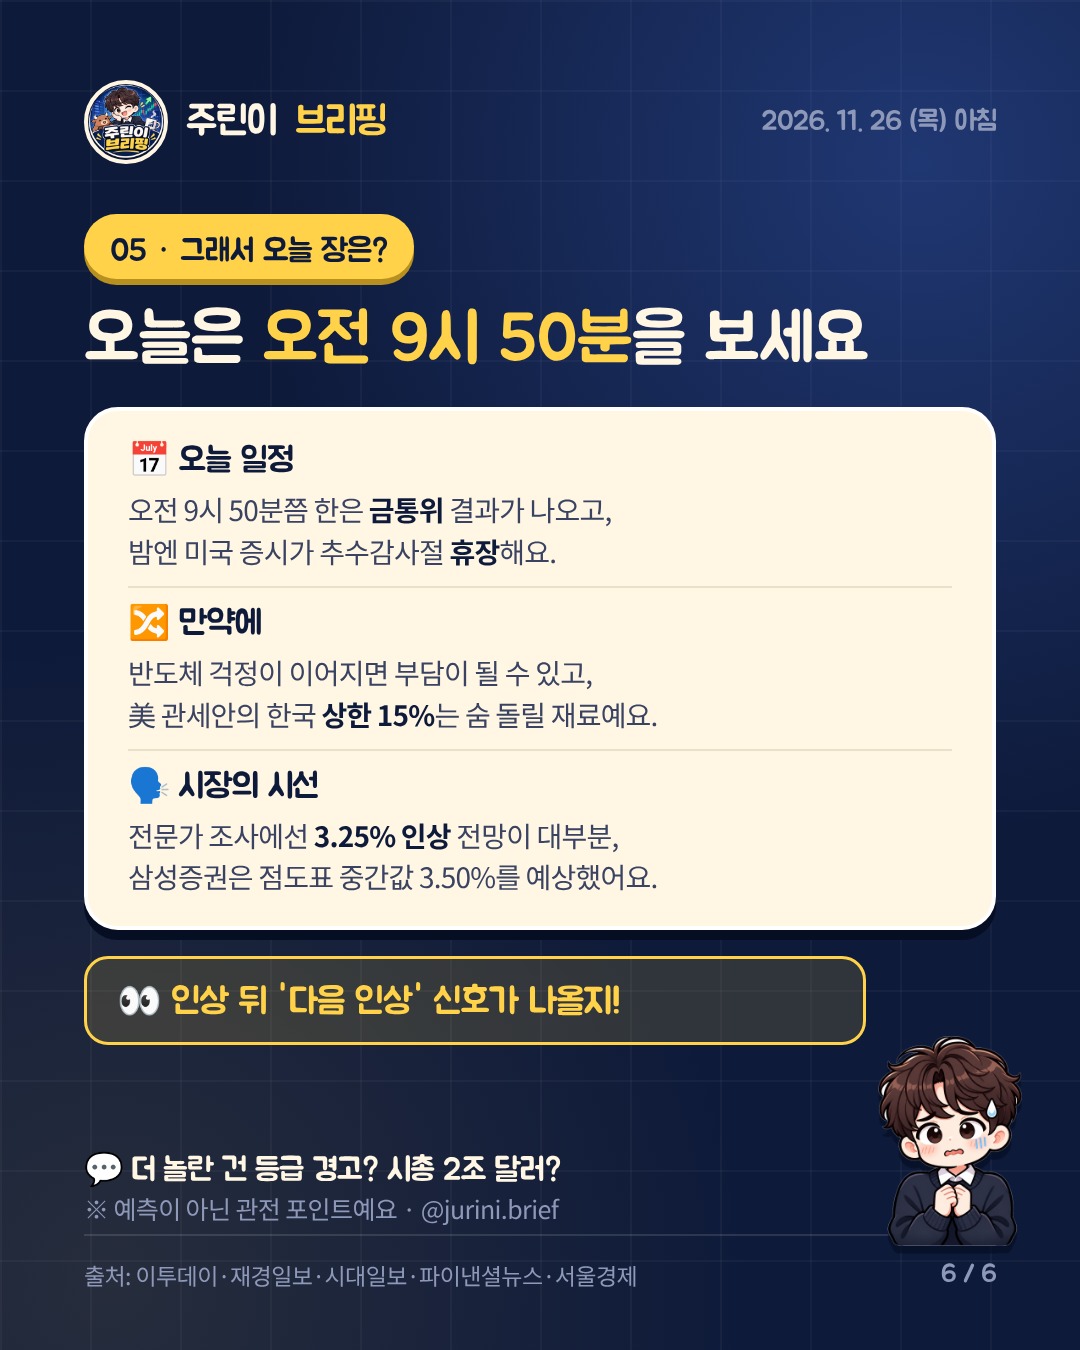 주린이 브리핑
주린이 브리핑
2026. 11. 26 (목) 아침
05 · 그래서 오늘 장은?
오늘은 오전 9시 50분을 보세요
July 17
오늘 일정
오전 9시 50분쯤 한은 금통위 결과가 나오고,
밤엔 미국 증시가 추수감사절 휴장해요.
만약에
반도체 걱정이 이어지면 부담이 될 수 있고,
美 관세안의 한국 상한 15%는 숨 돌릴 재료예요.
시장의 시선
전문가 조사에선 3.25% 인상 전망이 대부분,
삼성증권은 점도표 중간값 3.50%를 예상했어요.
인상 뒤 '다음 인상' 신호가 나올지!
더 놀란 건 등급 경고? 시총 2조 달러?
※ 예측이 아닌 관전 포인트예요 · @jurini.brief
출처: 이투데이·재경일보·시대일보·파이낸셜뉴스·서울경제
6 / 6